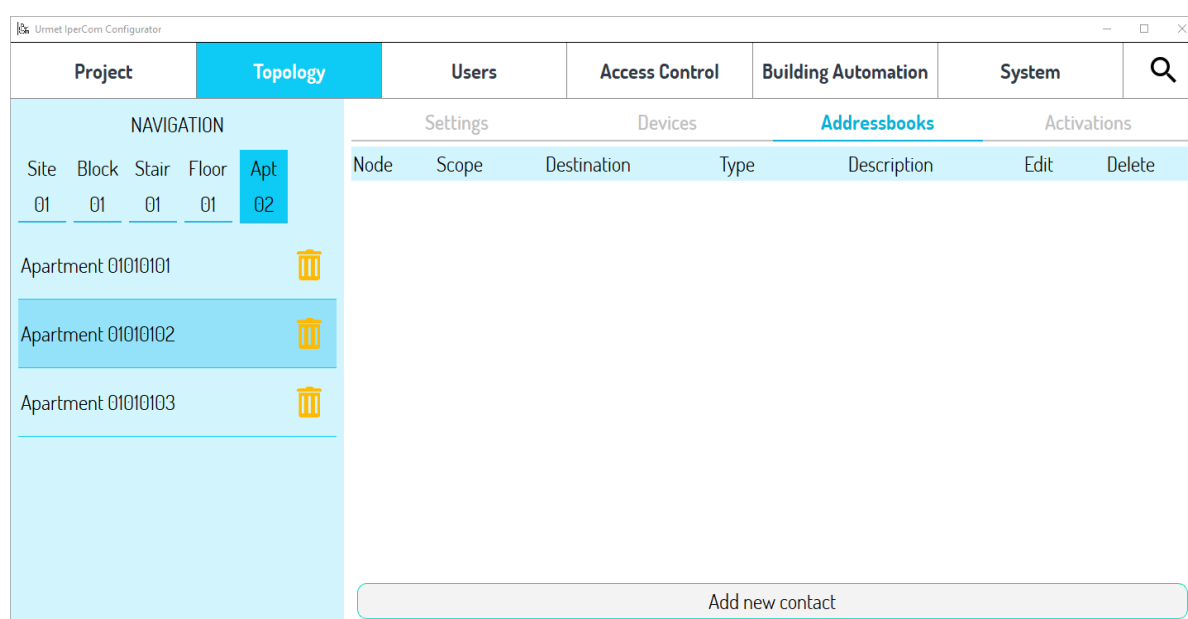 Urmet IperCom Configurator
Project Topology Users Access Control Building Automation System
NAVIGATION
Site Block Stair Floor Apt
01 01 01 01 02
Apartment 01010101
Apartment 01010102
Apartment 01010103
Settings Devices Addressbooks Activations
Node Scope Destination Type Description Edit Delete
Add new contact